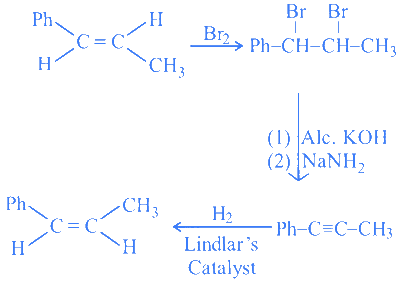 Ph H
C = C
H CH₃
Br₂
Br Br
Ph–CH–CH–CH₃
(1) Alc. KOH
(2) NaNH₂
Ph CH₃
C = C
H H
H₂
Lindlar's
Catalyst
Ph–C≡C–CH₃